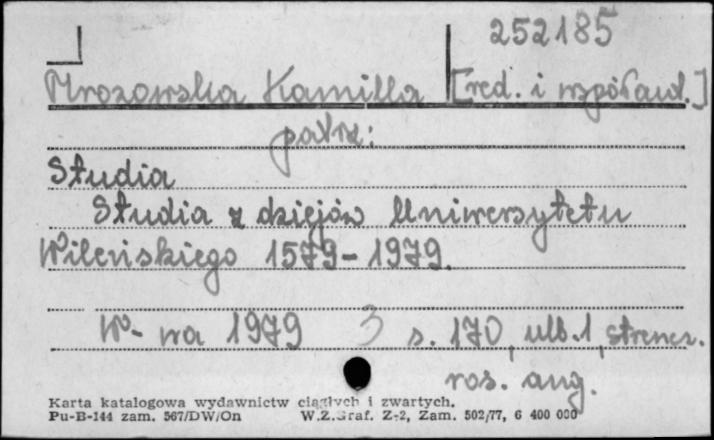 252185
Mrozowska Kamilla [red. i współaut.]
patrz:
Studia
Studia z dziejów Uniwersytetu
Wileńskiego 1579-1979.
W-wa 1979 3 s. 170, ulb. 1, streszcz.
ros. ang.
Karta katalogowa wydawnictw ciągłych i zwartych.
Pu-B-144 zam. 567/DW/On W.Z.Graf. Z-2, Zam. 502/77, 6 400 000